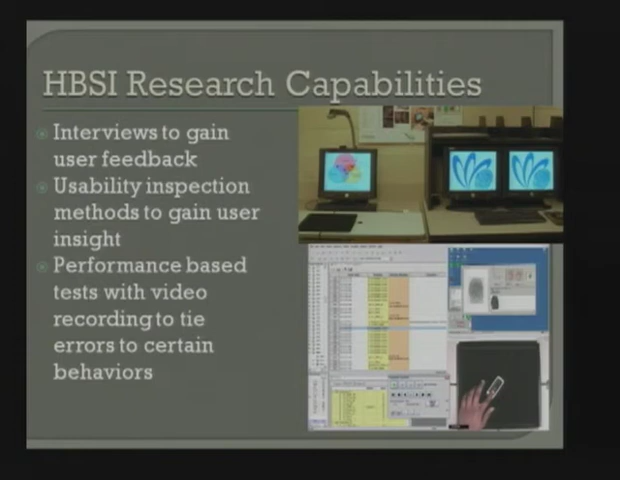 HBSI Research Capabilities
Interviews to gain
user feedback
Usability inspection
methods to gain user
insight
Performance based
tests with video
recording to tie
errors to certain
behaviors